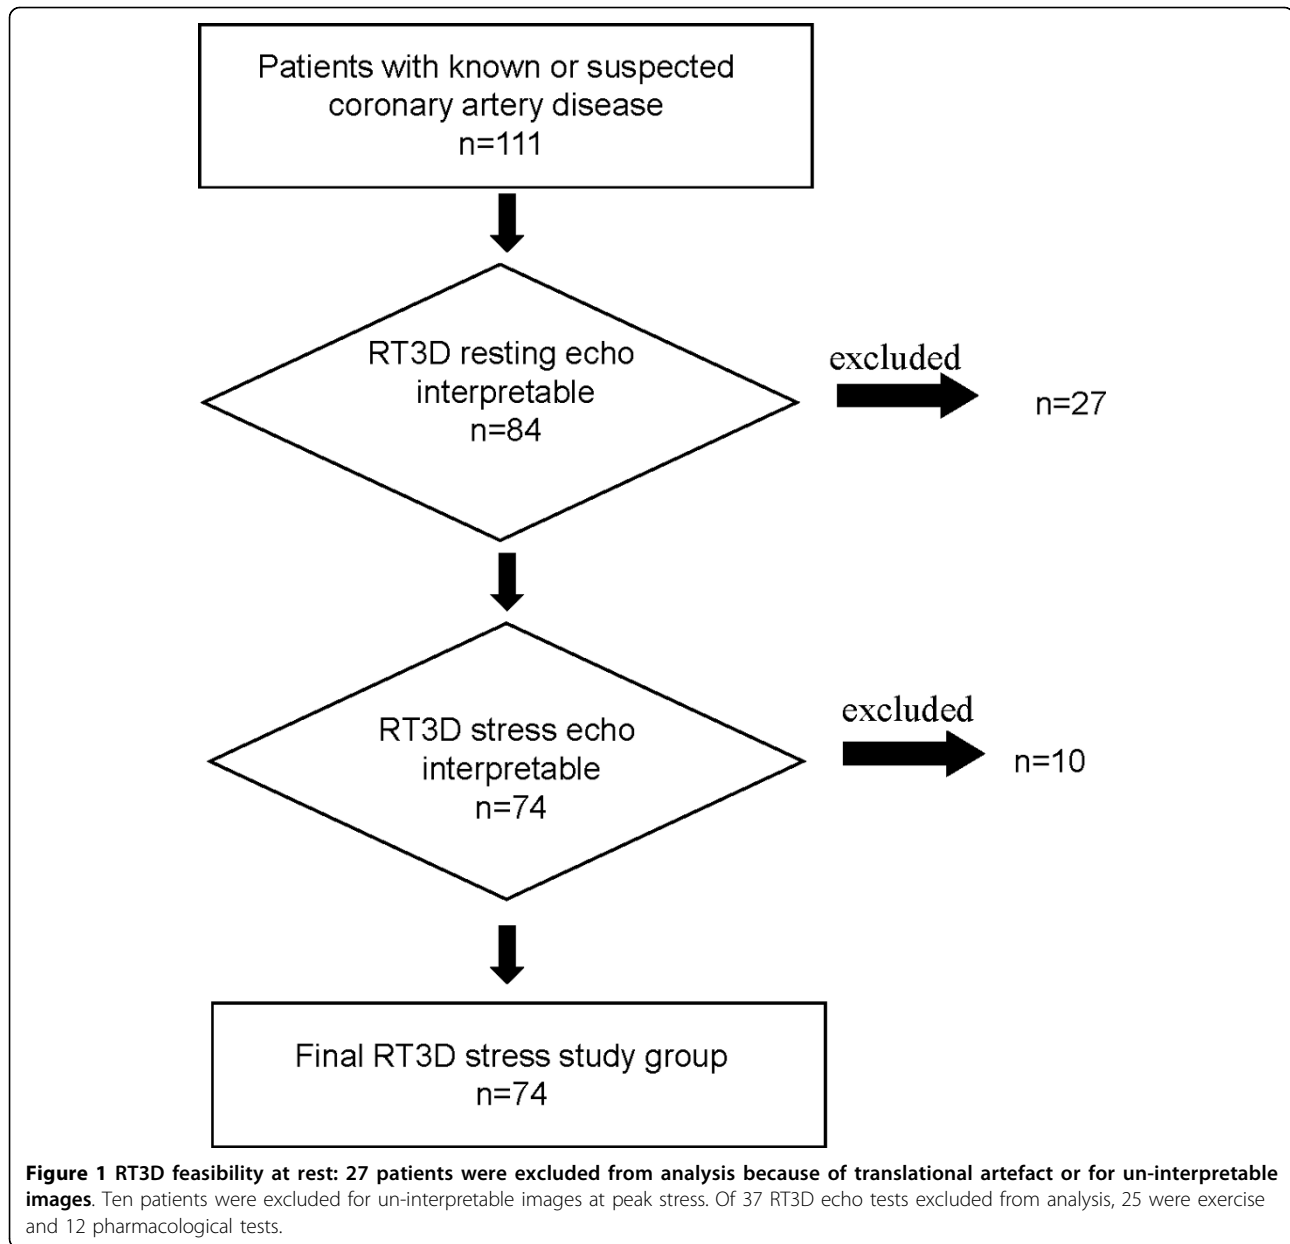 Patients with known or suspected
coronary artery disease
n=111
RT3D resting echo
interpretable
n=84
excluded
n=27
RT3D stress echo
interpretable
n=74
excluded
n=10
Final RT3D stress study group
n=74
Figure 1 RT3D feasibility at rest: 27 patients were excluded from analysis because of translational artefact or for un-interpretable
images. Ten patients were excluded for un-interpretable images at peak stress. Of 37 RT3D echo tests excluded from analysis, 25 were exercise
and 12 pharmacological tests.